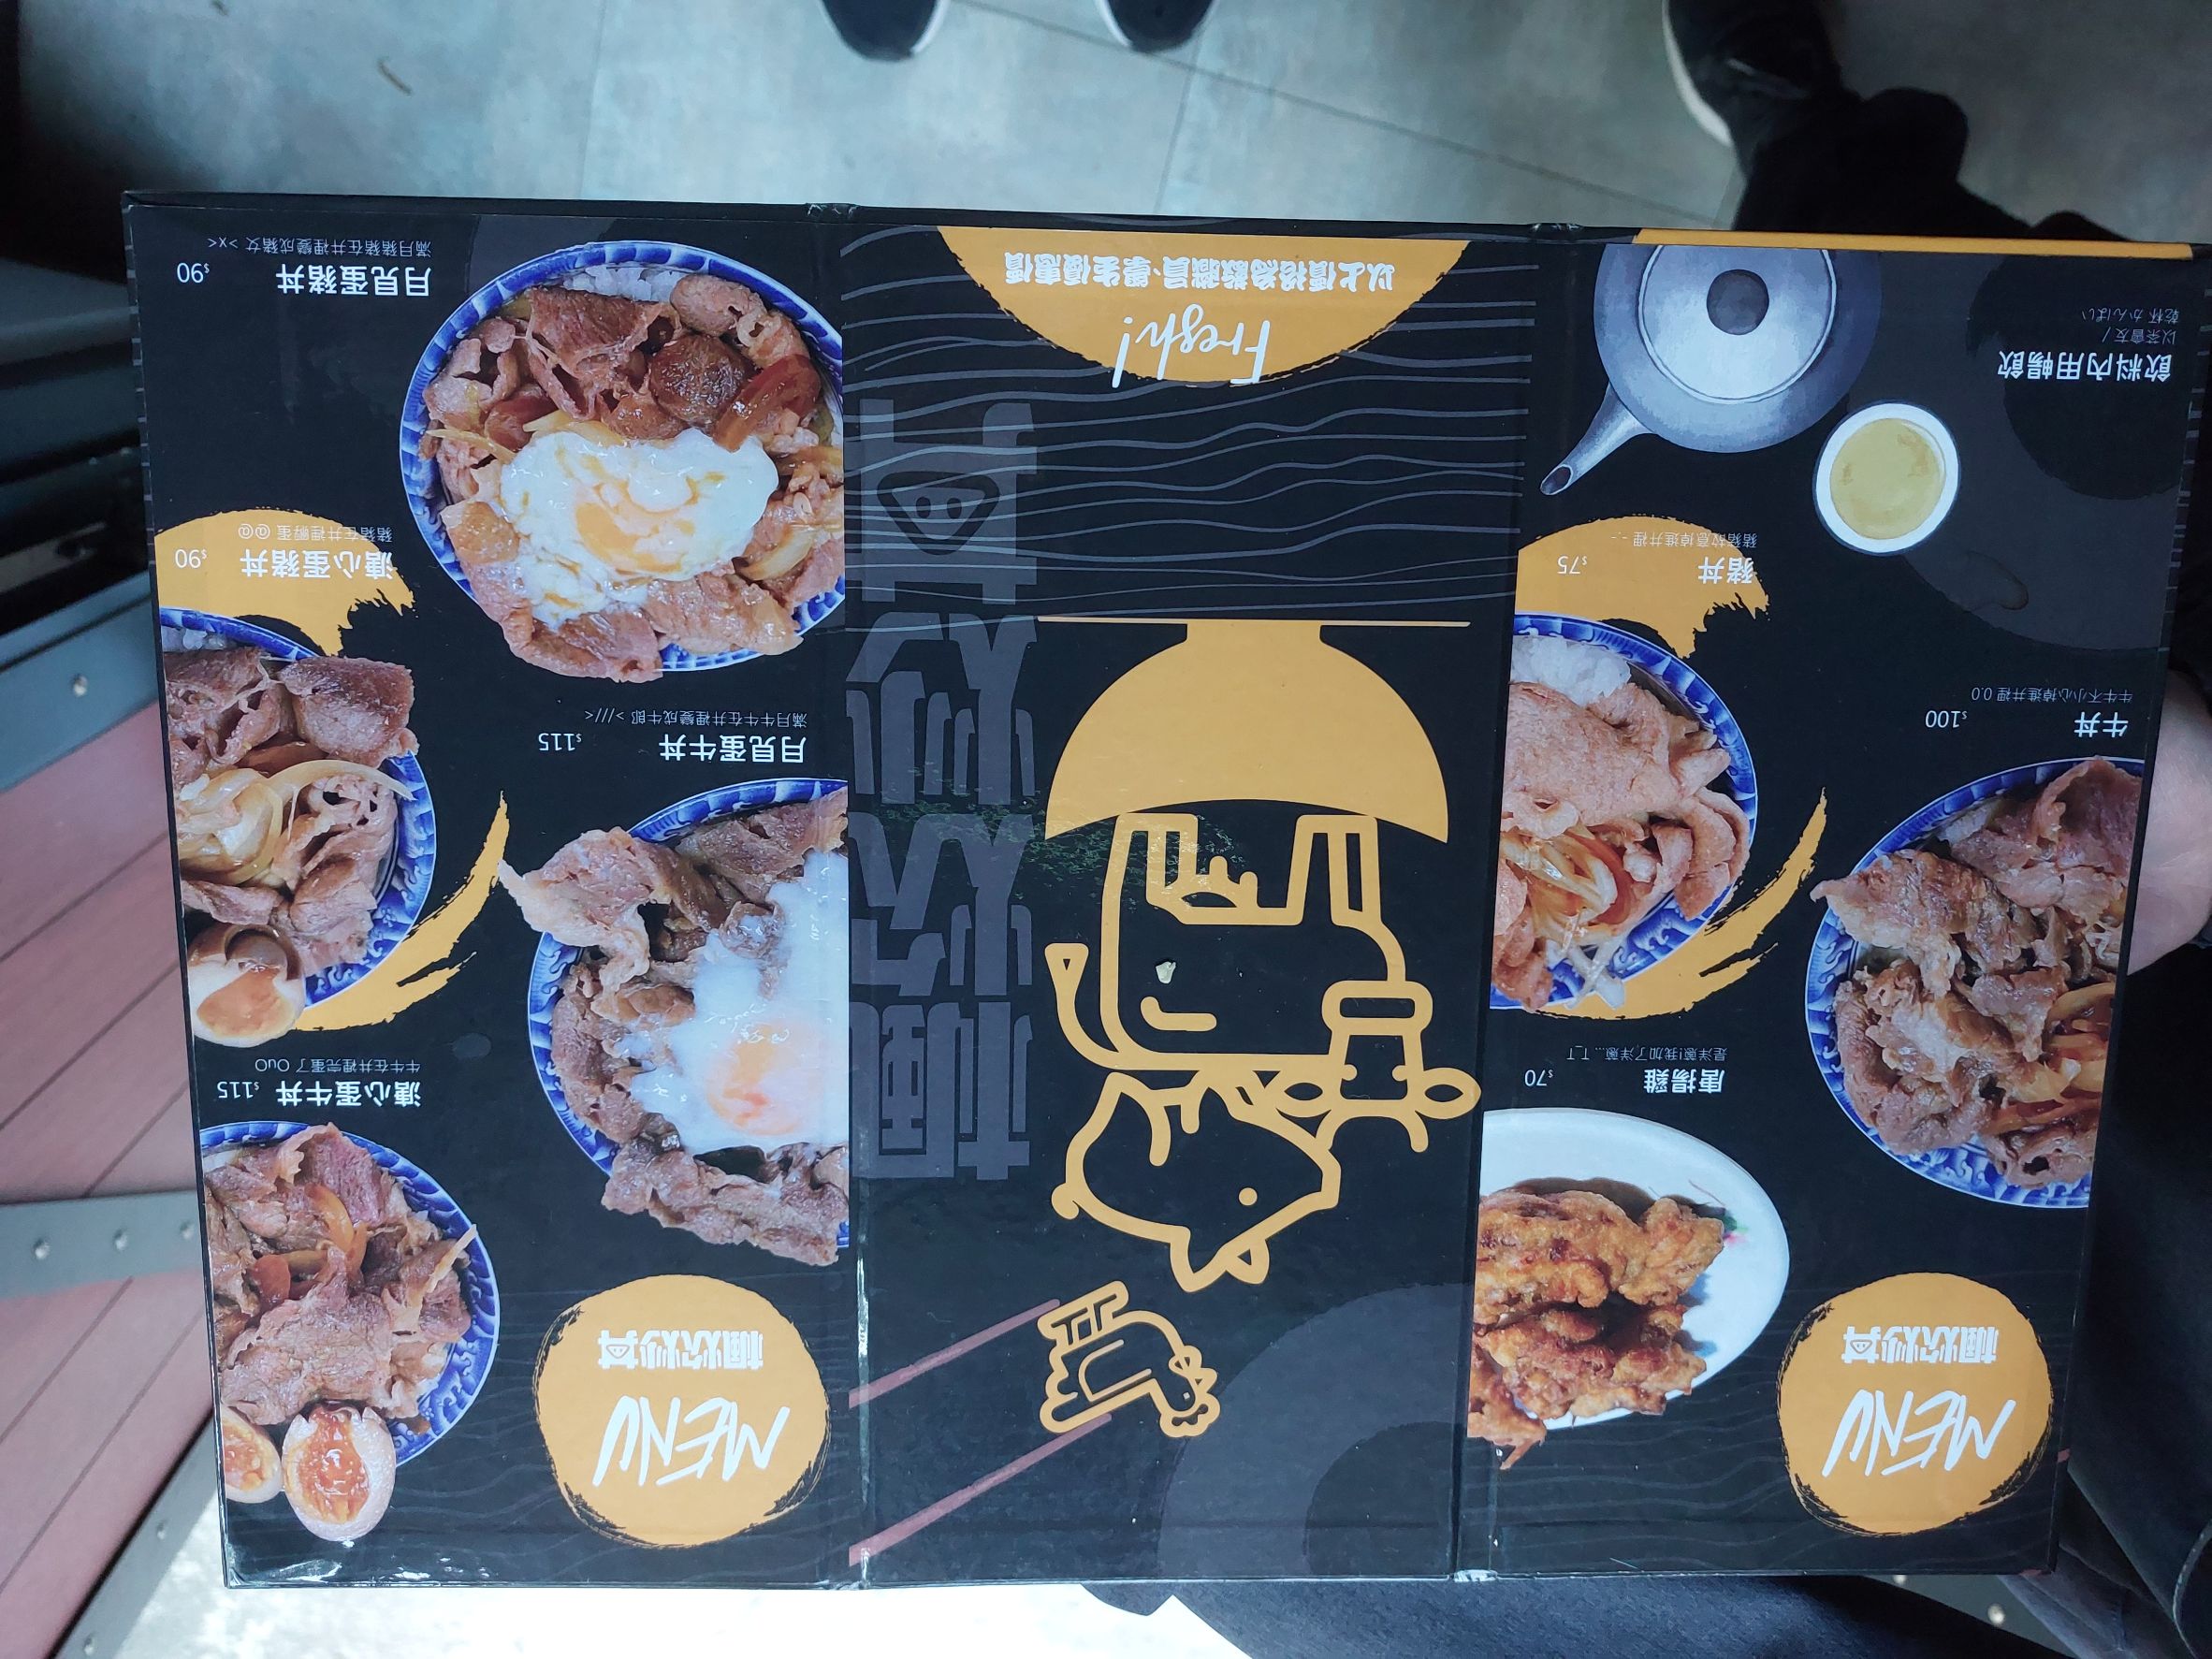 MENU
楓炊炒丼
唐揚雞 $70
是洋蔥!我加了洋蔥... T_T
牛丼 $100
牛牛不小心掉進井裡 0.0
豬丼 $75
豬豬故意掉進井裡 -.-
飲料內用暢飲
以茶會友 /
乾杯 かんぱい
楓炊炒丼
Fresh!
以上價格為教職員·學生優惠價
MENU
楓炊炒丼
溏心蛋牛丼 $115
牛牛在井裡完蛋了 OuO
月見蛋牛丼 $115
滿月牛牛在井裡變成牛郎 >///<
溏心蛋豬丼 $90
豬豬在井裡孵蛋 @@
月見蛋豬丼 $90
滿月豬豬在井裡變成豬女 >x<